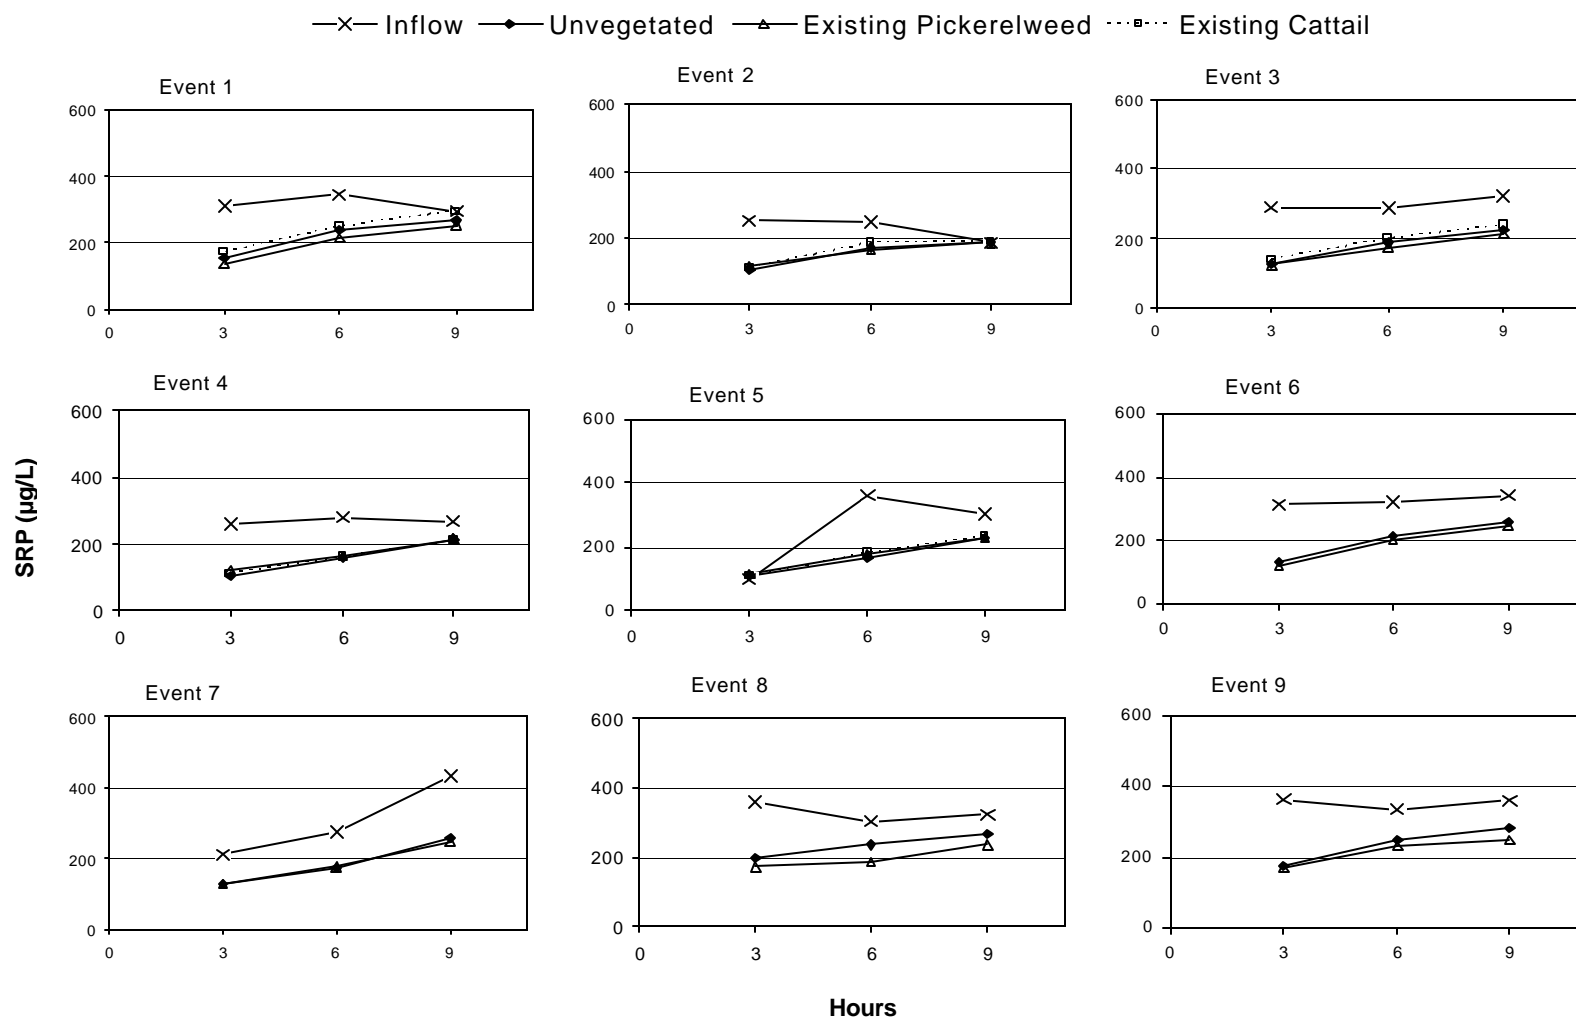 Inflow Unvegetated Existing Pickerelweed Existing Cattail
Event 1
600
400
200
0
0 3 6 9
Event 2
600
400
200
0
0 3 6 9
Event 3
600
400
200
0
0 3 6 9
SRP (µg/L)
Event 4
600
400
200
0
0 3 6 9
Event 5
600
400
200
0
0 3 6 9
Event 6
600
400
200
0
0 3 6 9
Event 7
600
400
200
0
0 3 6 9
Event 8
600
400
200
0
0 3 6 9
Event 9
600
400
200
0
0 3 6 9
Hours